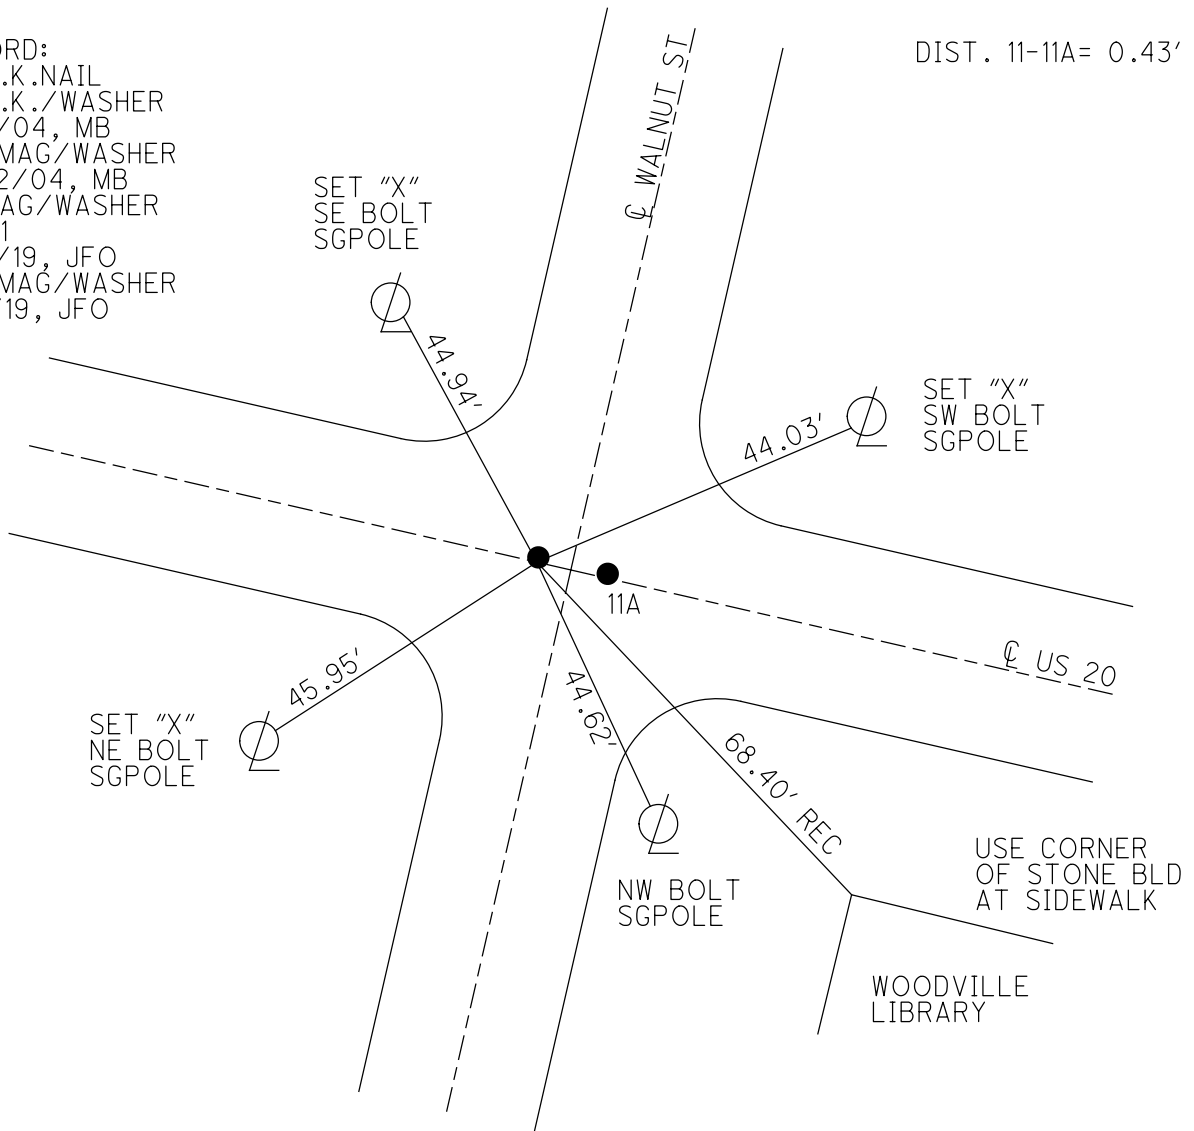 ORD:
.K.NAIL
.K./WASHER
/04, MB
MAG/WASHER
2/04, MB
AG/WASHER
1
/19, JFO
MAG/WASHER
/19, JFO
DIST. 11-11A= 0.43'
℄ WALNUT ST
SET "X"
SE BOLT
SGPOLE
44.94'
SET "X"
SW BOLT
SGPOLE
44.03'
11A
℄ US 20
45.95'
SET "X"
NE BOLT
SGPOLE
44.62'
68.40' REC
NW BOLT
SGPOLE
USE CORNER
OF STONE BLD
AT SIDEWALK
WOODVILLE
LIBRARY